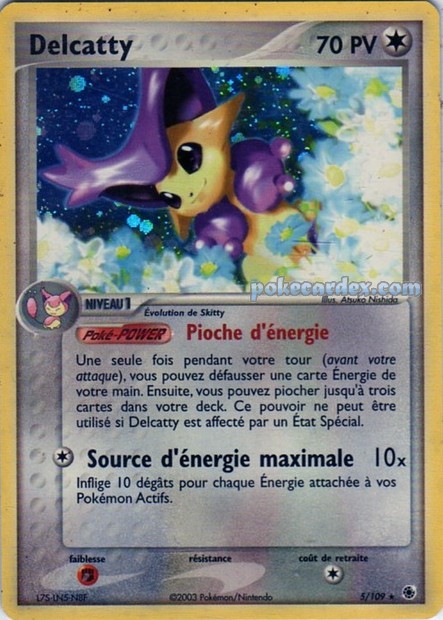 Delcatty 70 PV
pokecardex.com
Illus. Atsuko Nishida
NIVEAU 1
Évolution de Skitty
Poké-POWER Pioche d'énergie
Une seule fois pendant votre tour (avant votre
attaque), vous pouvez défausser une carte Énergie de
votre main. Ensuite, vous pouvez piocher jusqu'à trois
cartes dans votre deck. Ce pouvoir ne peut être
utilisé si Delcatty est affecté par un État Spécial.
Source d'énergie maximale 10x
Inflige 10 dégâts pour chaque Énergie attachée à vos
Pokémon Actifs.
faiblesse résistance coût de retraite
L7S-LN5-NBF ©2003 Pokémon/Nintendo 5/109 ★